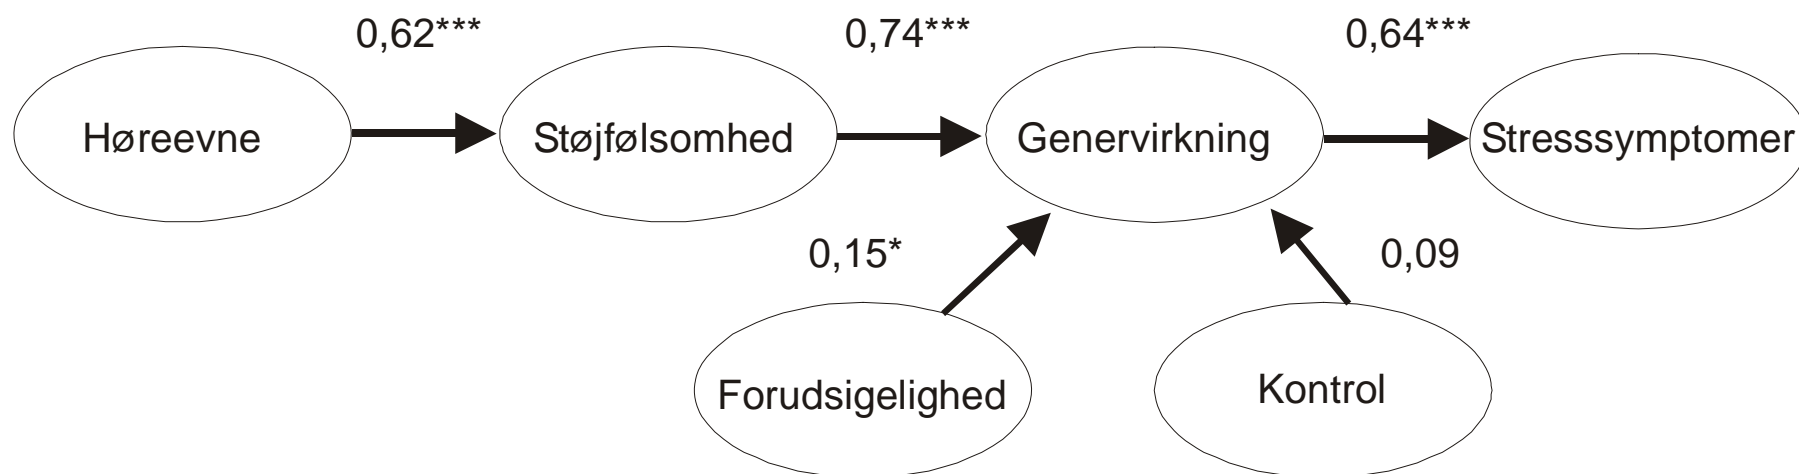 0,62*** 0,74*** 0,64***
Høreevne Støjfølsomhed Genervirkning Stresssymptomer
0,15* 0,09
Forudsigelighed Kontrol